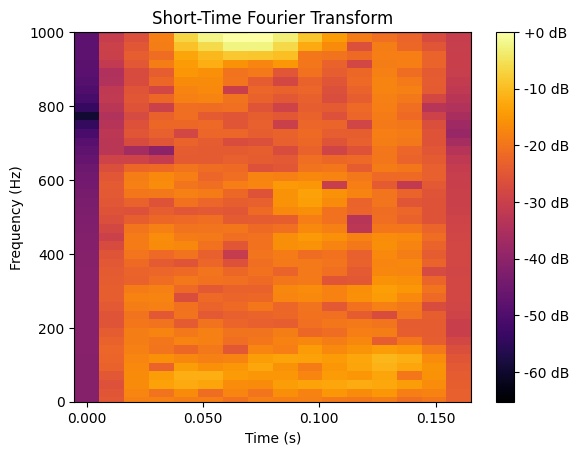 Short-Time Fourier Transform
1000
800
600
400
200
0
Frequency (Hz)
0.000
0.050
0.100
0.150
Time (s)
+0 dB
-10 dB
-20 dB
-30 dB
-40 dB
-50 dB
-60 dB